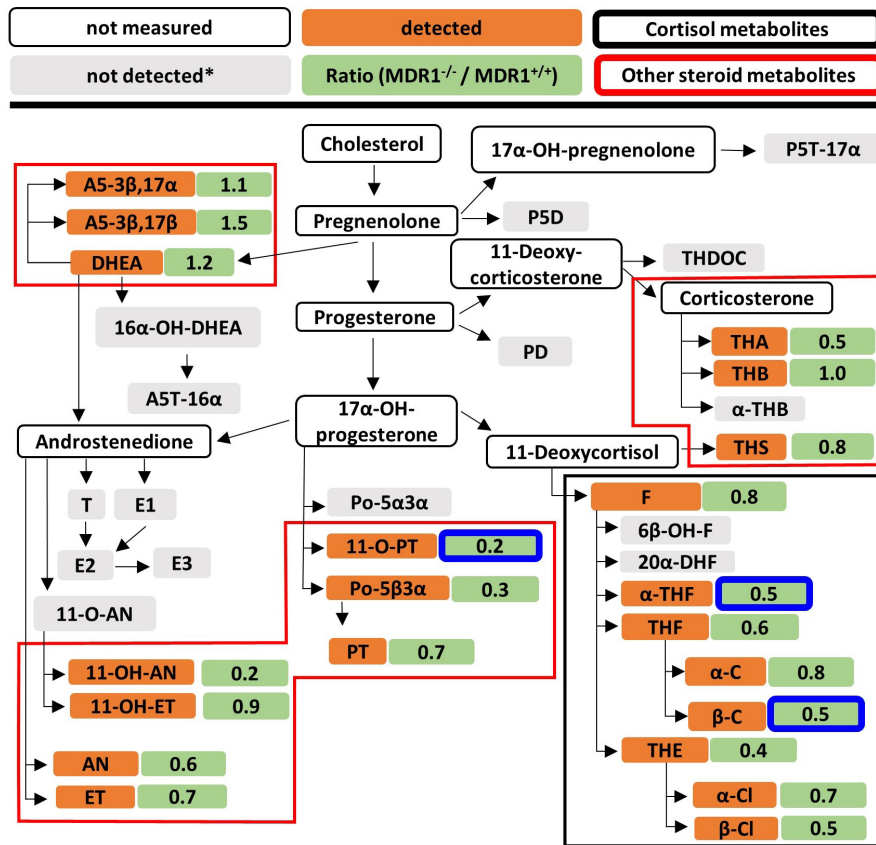 not measured
detected
Cortisol metabolites
not detected*
Ratio (MDR1-/- / MDR1+/+)
Other steroid metabolites
Cholesterol
17α-OH-pregnenolone
P5T-17α
A5-3β,17α 1.1
A5-3β,17β 1.5
DHEA 1.2
Pregnenolone
P5D
11-Deoxy-
corticosterone
THDOC
16α-OH-DHEA
Progesterone
Corticosterone
PD
THA 0.5
THB 1.0
A5T-16α
α-THB
Androstenedione
17α-OH-
progesterone
11-Deoxycortisol
THS 0.8
T
E1
Po-5α3α
F 0.8
6β-OH-F
E2
E3
11-O-PT 0.2
20α-DHF
Po-5β3α 0.3
α-THF 0.5
11-O-AN
THF 0.6
PT 0.7
11-OH-AN 0.2
α-C 0.8
11-OH-ET 0.9
β-C 0.5
AN 0.6
THE 0.4
ET 0.7
α-Cl 0.7
β-Cl 0.5